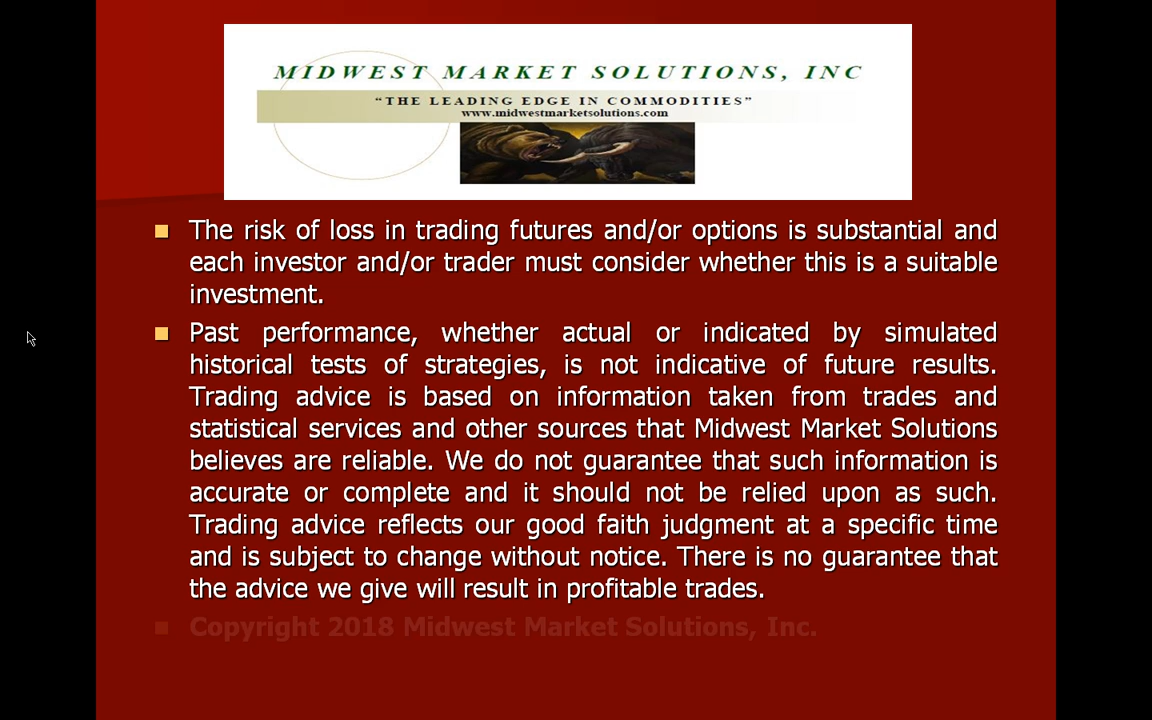 MIDWEST MARKET SOLUTIONS, INC
“THE LEADING EDGE IN COMMODITIES”
www.midwestmarketsolutions.com
The risk of loss in trading futures and/or options is substantial and
each investor and/or trader must consider whether this is a suitable
investment.
Past performance, whether actual or indicated by simulated
historical tests of strategies, is not indicative of future results.
Trading advice is based on information taken from trades and
statistical services and other sources that Midwest Market Solutions
believes are reliable. We do not guarantee that such information is
accurate or complete and it should not be relied upon as such.
Trading advice reflects our good faith judgment at a specific time
and is subject to change without notice. There is no guarantee that
the advice we give will result in profitable trades.
Copyright 2018 Midwest Market Solutions, Inc.